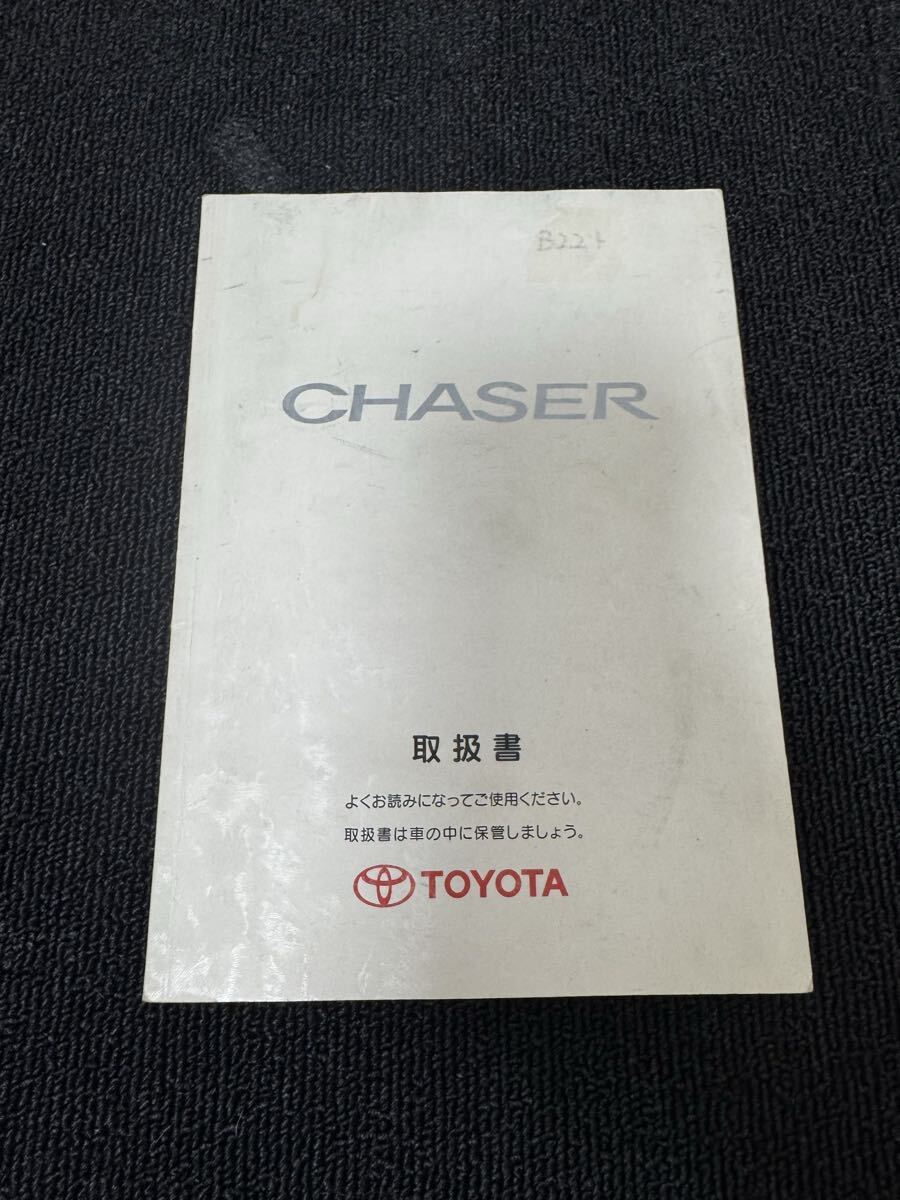 CHASER
取扱書
よくお読みになってご使用ください。
取扱書は車の中に保管しましょう。
TOYOTA